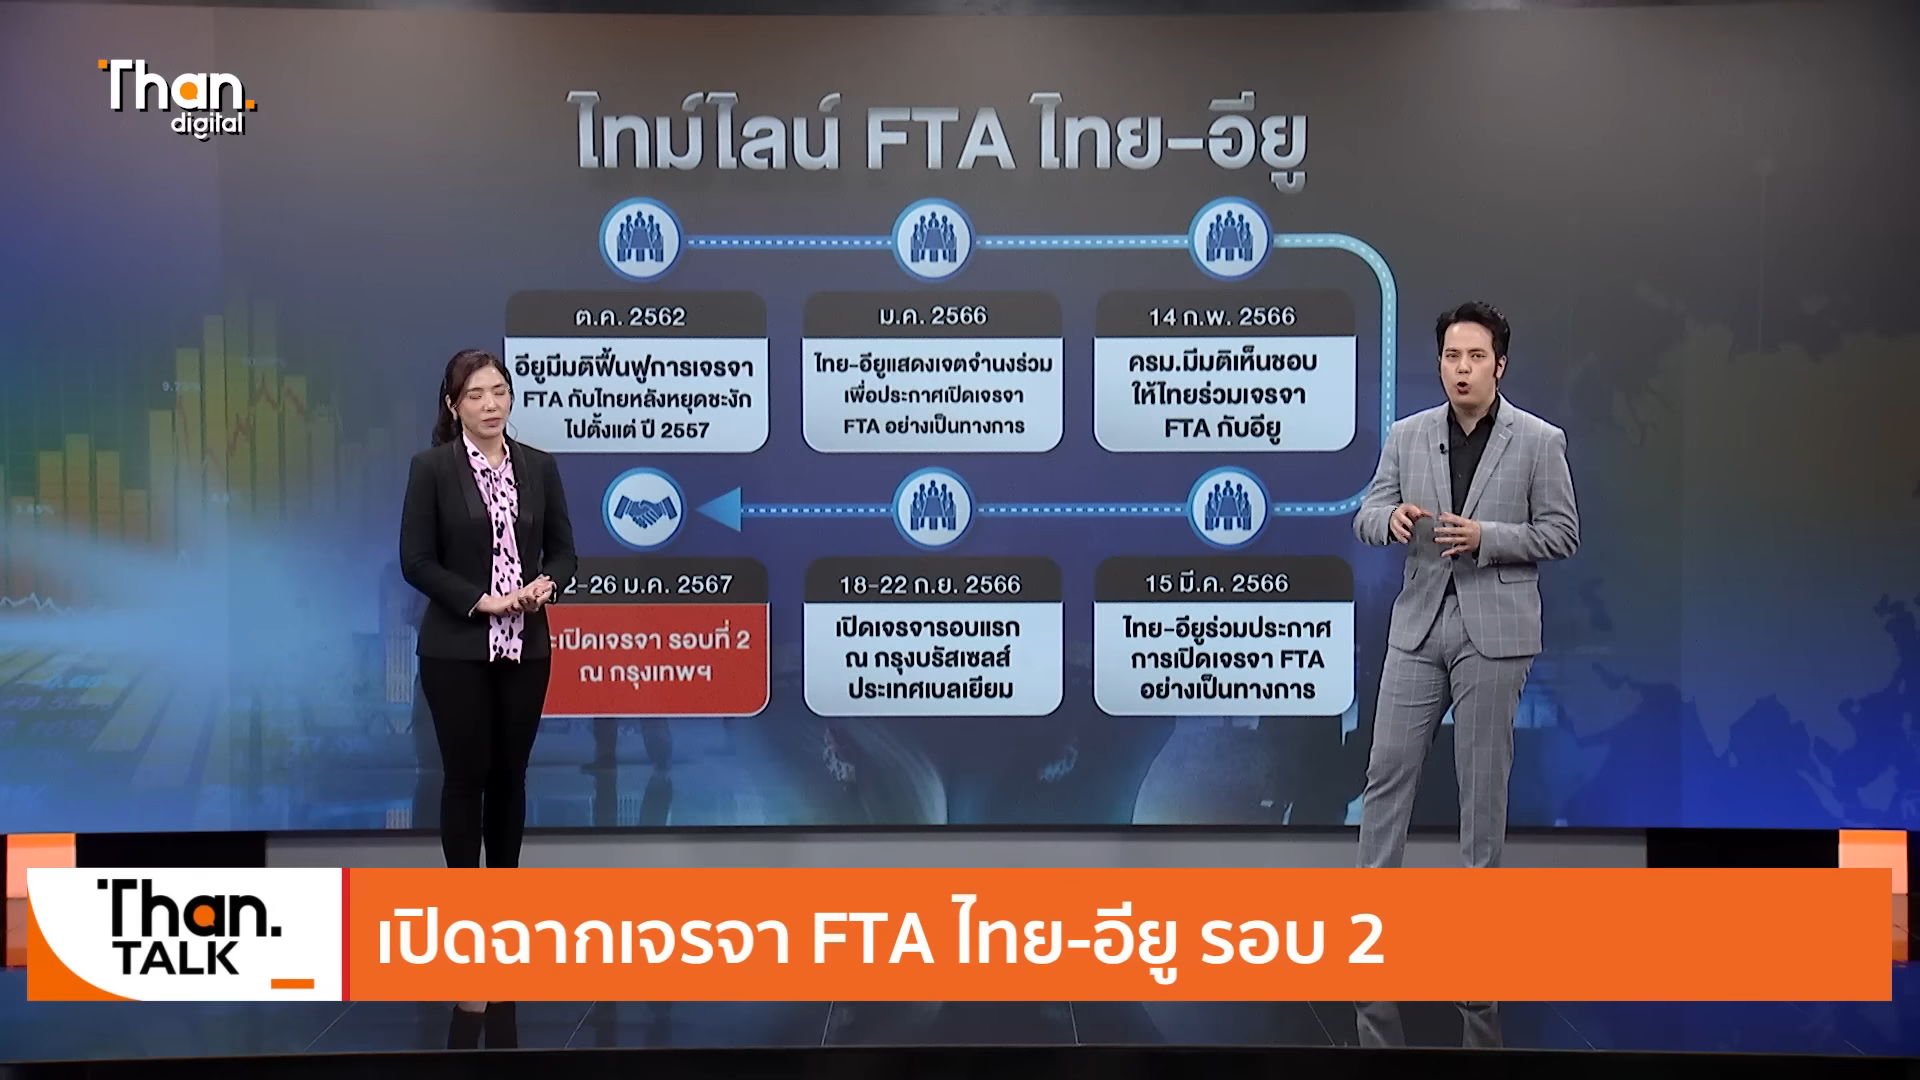 Than.
digital
ไทม์ไลน์ FTA ไทย-อียู
ต.ค. 2562
อียูมีมติฟื้นฟูการเจรจา
FTA กับไทยหลังหยุดชะงัก
ไปตั้งแต่ ปี 2557
ม.ค. 2566
ไทย-อียูแสดงเจตจำนงร่วม
เพื่อประกาศเปิดเจรจา
FTA อย่างเป็นทางการ
14 ก.พ. 2566
ครม.มีมติเห็นชอบ
ให้ไทยร่วมเจรจา
FTA กับอียู
2-26 ม.ค. 2567
เปิดเจรจา รอบที่ 2
ณ กรุงเทพฯ
18-22 ก.ย. 2566
เปิดเจรจารอบแรก
ณ กรุงบรัสเซลส์
ประเทศเบลเยียม
15 มี.ค. 2566
ไทย-อียูร่วมประกาศ
การเปิดเจรจา FTA
อย่างเป็นทางการ
Than.
TALK
เปิดฉากเจรจา FTA ไทย-อียู รอบ 2